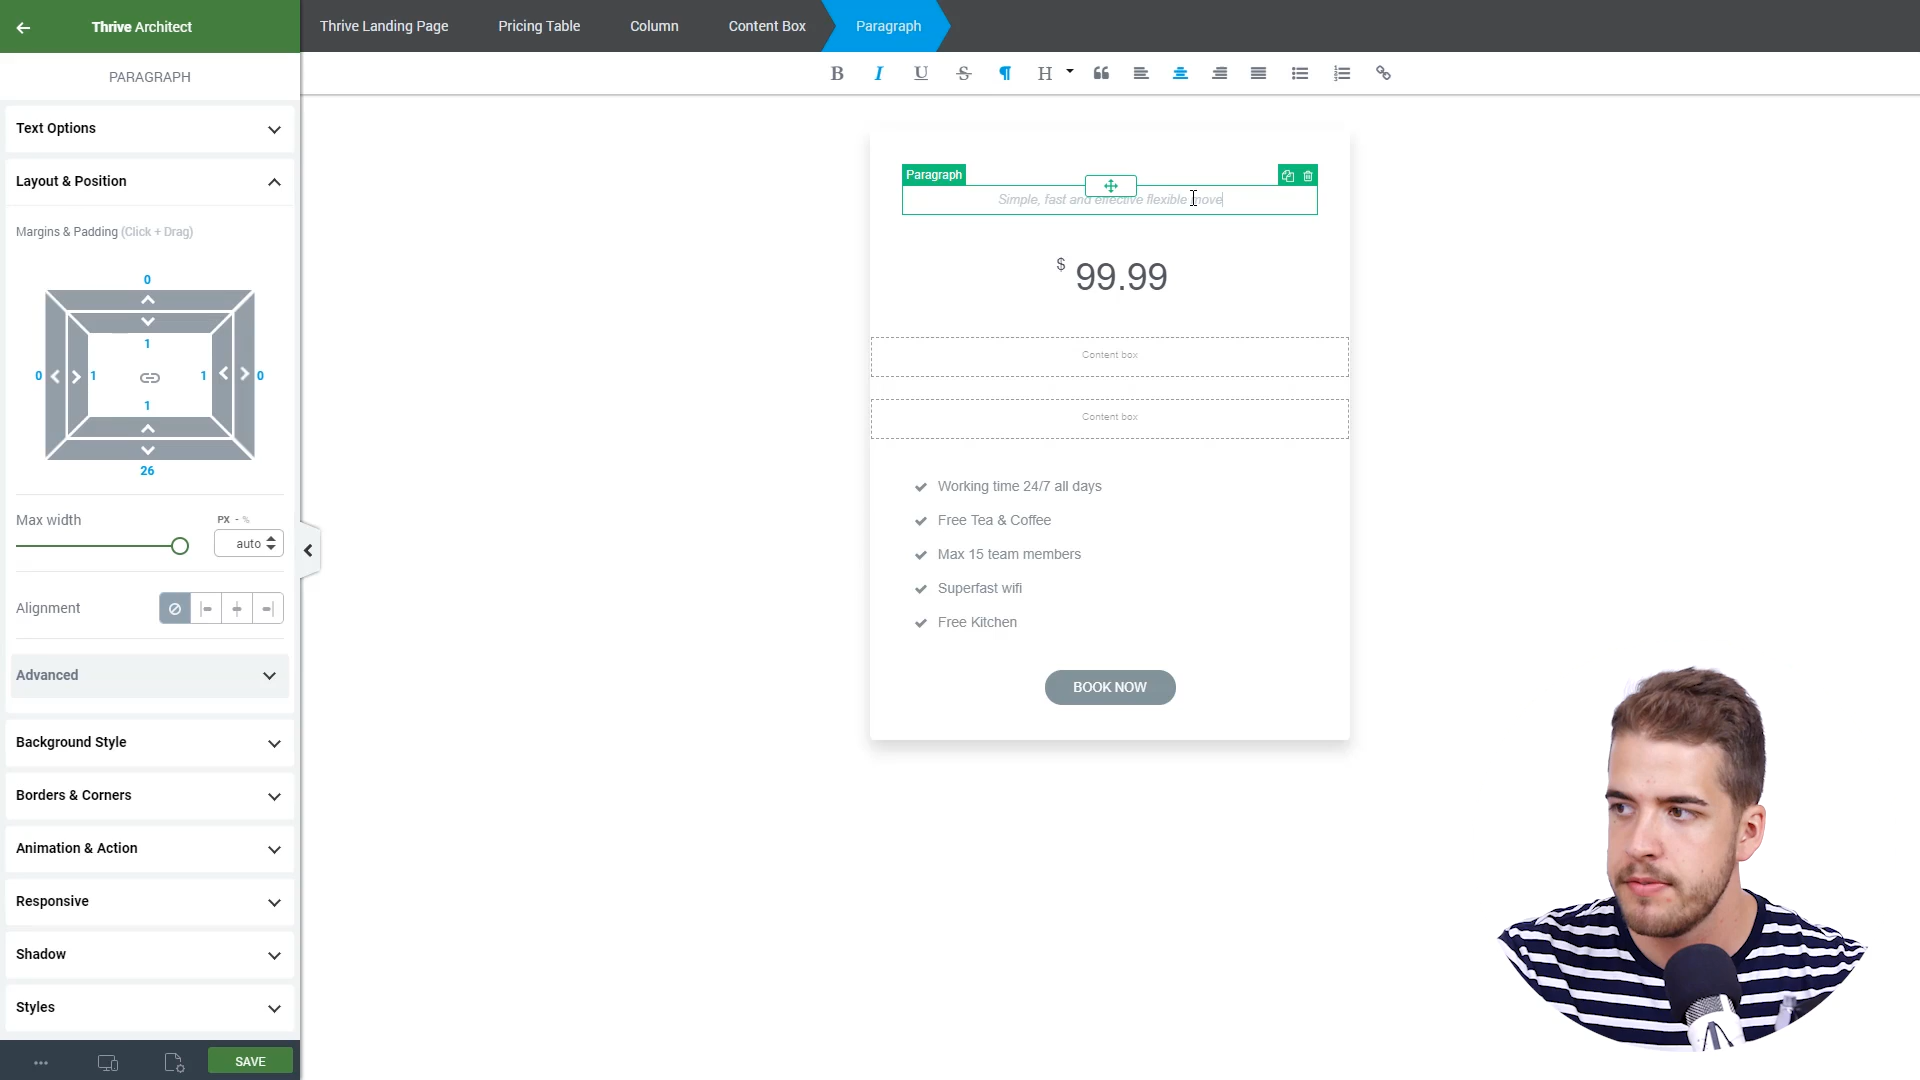 Thrive Architect
Thrive Landing Page
Pricing Table
Column
Content Box
Paragraph
PARAGRAPH
B I U S ¶ H
Text Options
Layout & Position
Margins & Padding (Click + Drag)
0
1
0 1 1 0
1
26
Max width
PX - %
auto
Alignment
Advanced
Background Style
Borders & Corners
Animation & Action
Responsive
Shadow
Styles
SAVE
Paragraph
Simple, fast and effective flexible move
$ 99.99
Content box
Content box
Working time 24/7 all days
Free Tea & Coffee
Max 15 team members
Superfast wifi
Free Kitchen
BOOK NOW